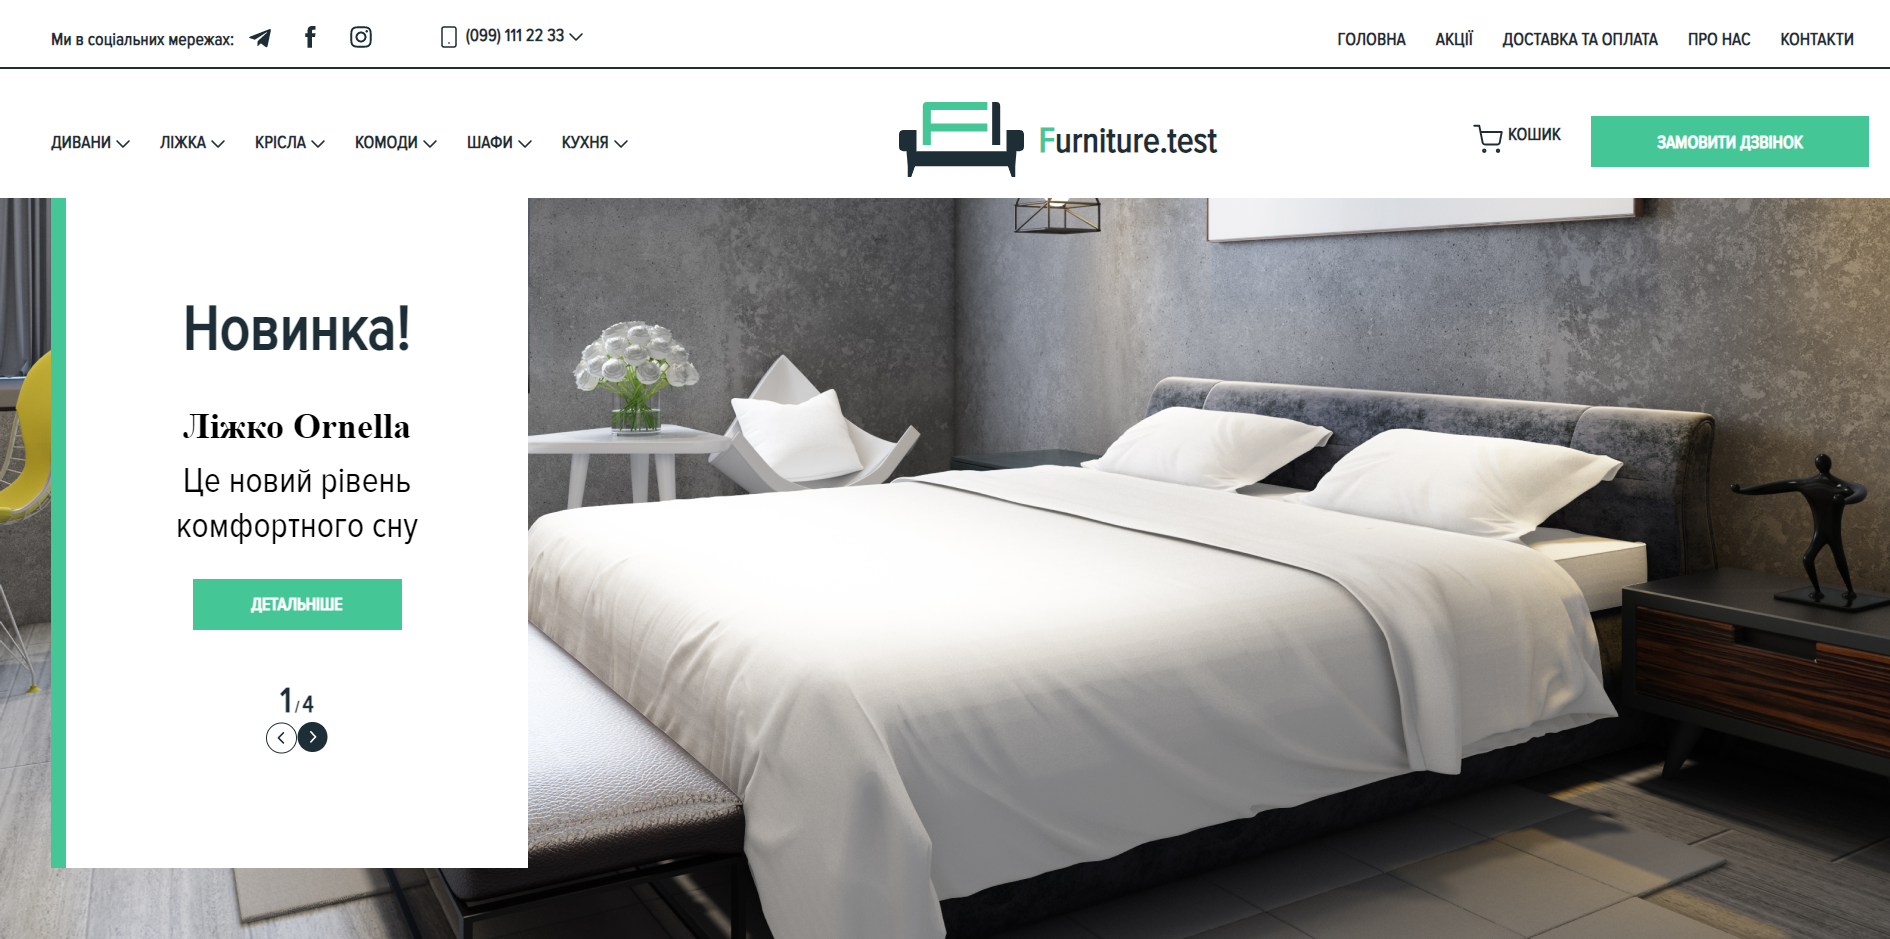 Ми в соціальних мережах:
(099) 111 22 33
ГОЛОВНА АКЦІЇ ДОСТАВКА ТА ОПЛАТА ПРО НАС КОНТАКТИ
ДИВАНИ ЛІЖКА КРІСЛА КОМОДИ ШАФИ КУХНЯ
Furniture.test
КОШИК
ЗАМОВИТИ ДЗВІНОК
Новинка!
Ліжко Ornella
Це новий рівень
комфортного сну
ДЕТАЛЬНІШЕ
1/4